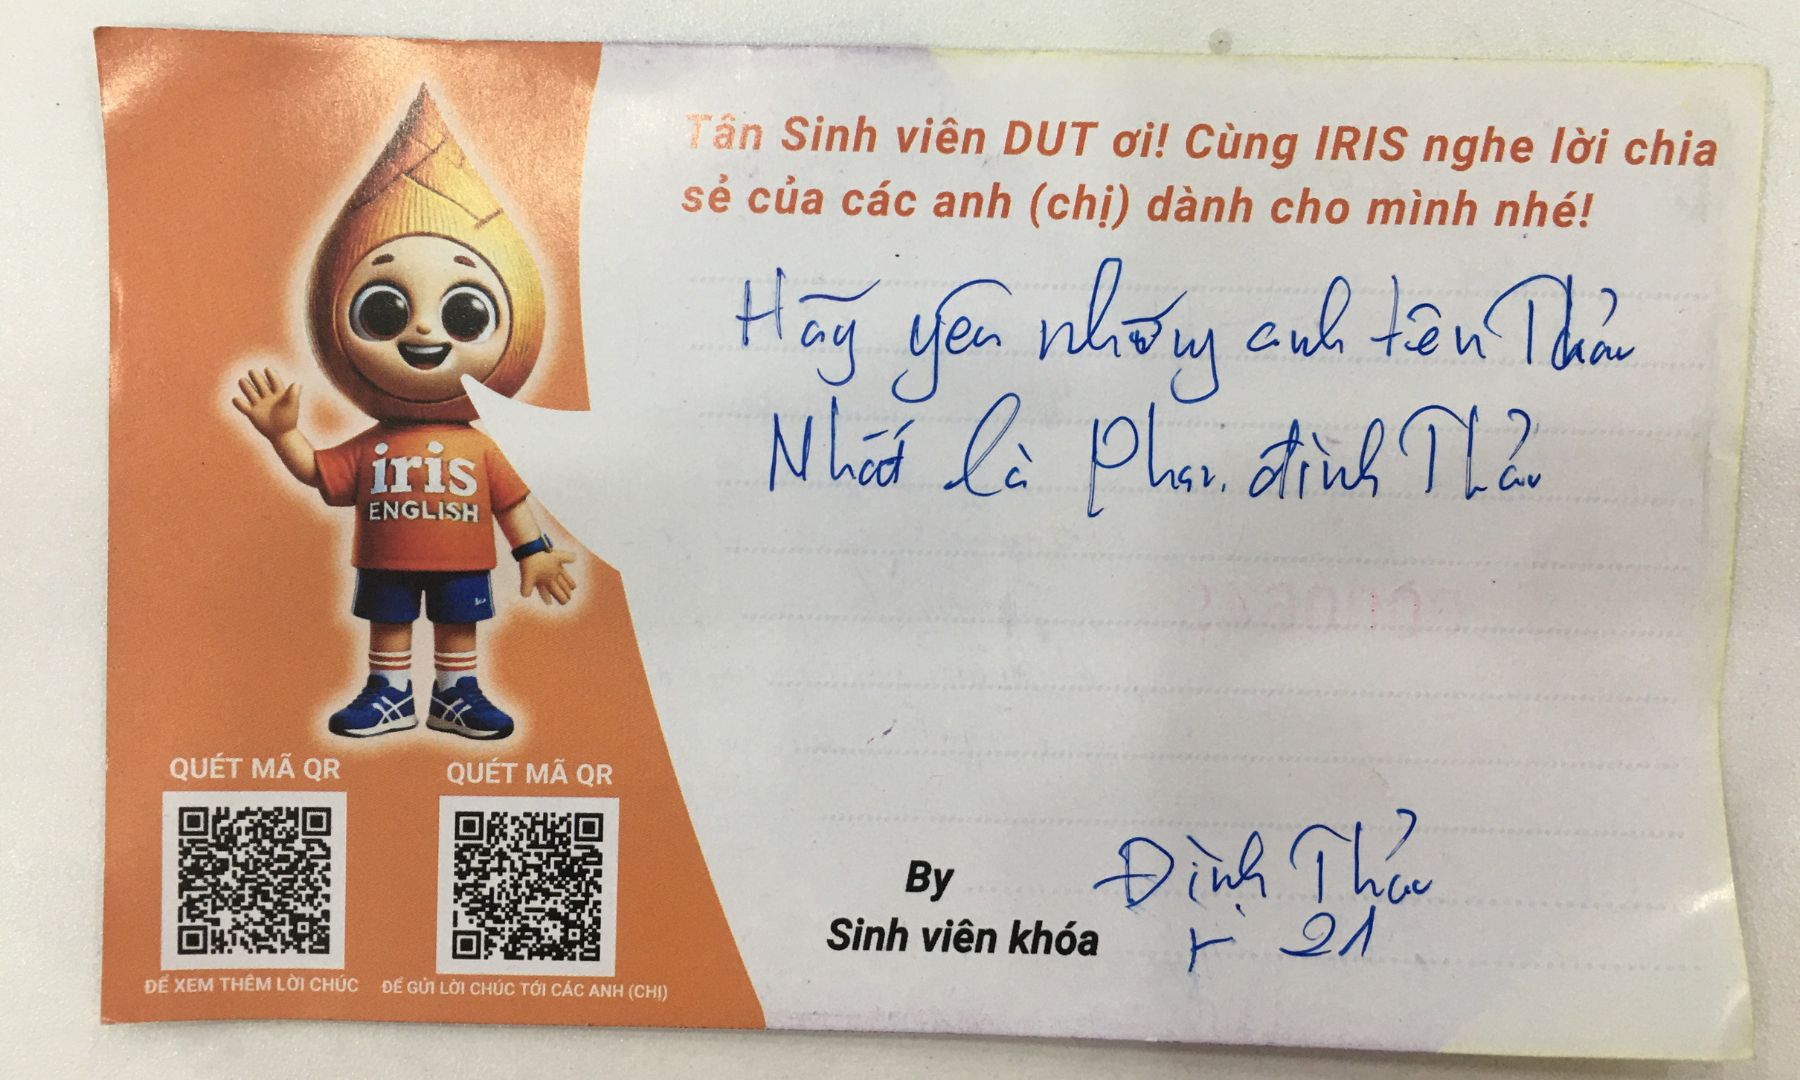 Tân Sinh viên DUT ơi! Cùng IRIS nghe lời chia
sẻ của các anh (chị) dành cho mình nhé!
Hãy yêu những anh tên Thảo
Nhất là Phan đình Thảo
iris
ENGLISH
QUÉT MÃ QR
QUÉT MÃ QR
ĐỂ XEM THÊM LỜI CHÚC
ĐỂ GỬI LỜI CHÚC TỚI CÁC ANH (CHỊ)
By Đình Thảo
Sinh viên khóa 21